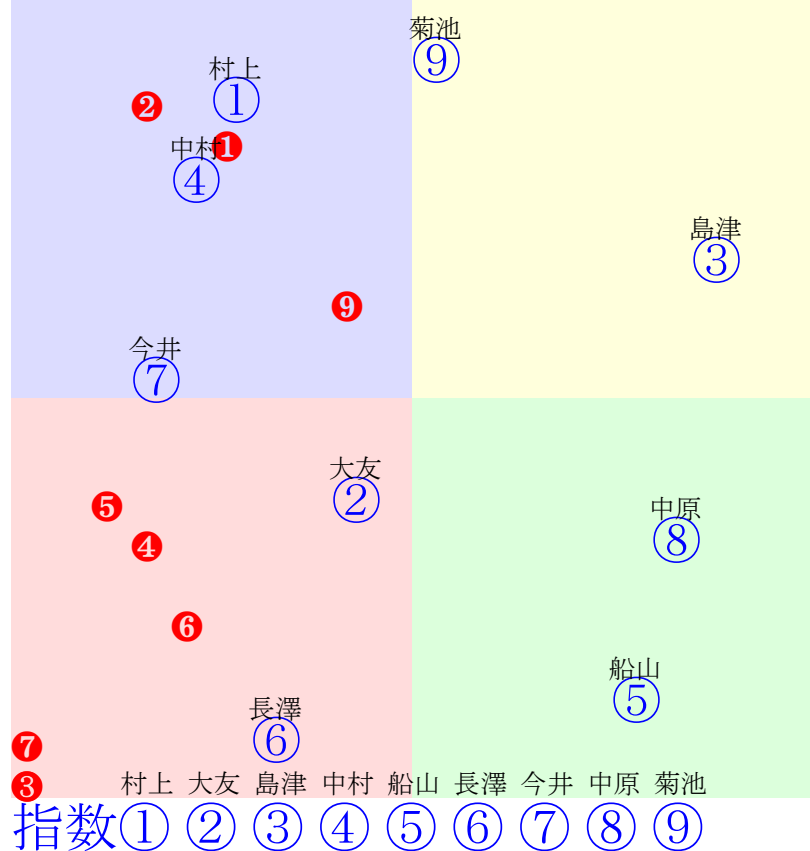 菊池
⑨
村上
①
❷
❶
中村
④
島津
③
❾
今井
⑦
大友
②
❺
中原
⑧
❹
❻
船山
⑤
長澤
⑥
❼
❸
村上 大友 島津 中村 船山 長澤 今井 中原 菊池
指数①②③④⑤⑥⑦⑧⑨